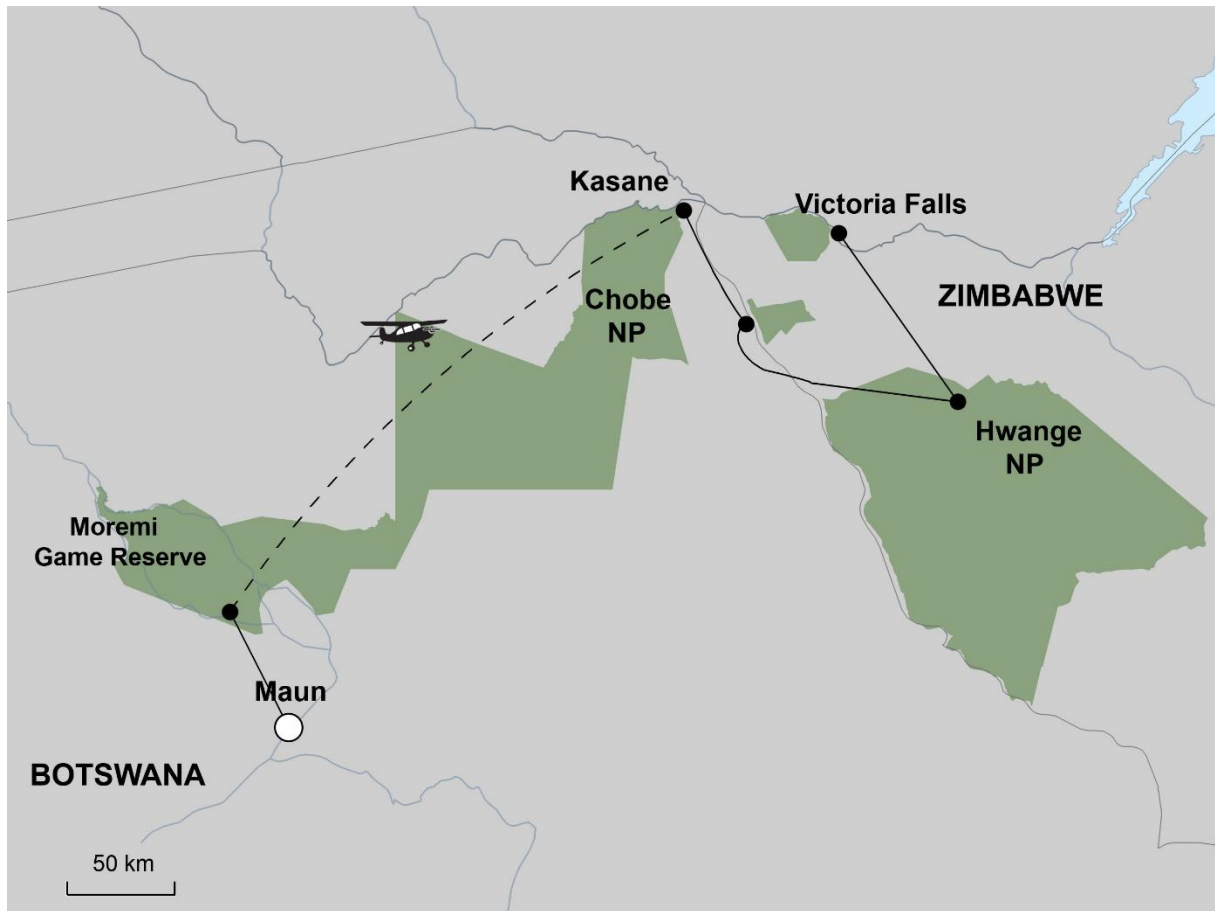 Kasane
Victoria Falls
ZIMBABWE
Chobe
NP
Hwange
NP
Moremi
Game Reserve
Maun
BOTSWANA
50 km